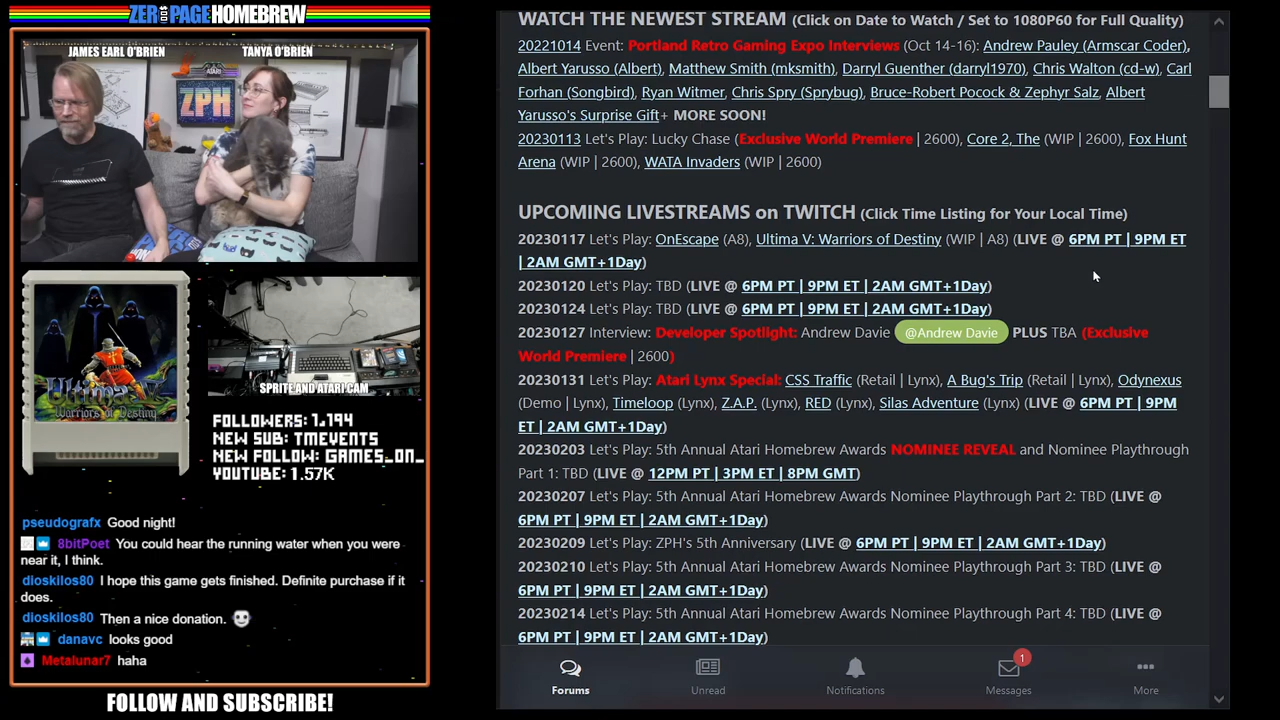 ZERO PAGE HOMEBREW
JAMES EARL O'BRIEN
TANYA O'BRIEN
ATARI
ZPH
Ultima V
Warriors of Destiny
SPRITE AND ATARI CAM
FOLLOWERS: 1,194
NEW SUB: TMEVENTS
NEW FOLLOW: GAMES_ON_
YOUTUBE: 1.57K
pseudografx Good night!
8bitPoet You could hear the running water when you were
near it, I think.
dioskilos80 I hope this game gets finished. Definite purchase if it
does.
dioskilos80 Then a nice donation.
danavc looks good
Metalunar7 haha
FOLLOW AND SUBSCRIBE!
WATCH THE NEWEST STREAM (Click on Date to Watch / Set to 1080P60 for Full Quality)
20221014 Event: Portland Retro Gaming Expo Interviews (Oct 14-16): Andrew Pauley (Armscar Coder),
Albert Yarusso (Albert), Matthew Smith (mksmith), Darryl Guenther (darryl1970), Chris Walton (cd-w), Carl
Forhan (Songbird), Ryan Witmer, Chris Spry (Sprybug), Bruce-Robert Pocock & Zephyr Salz, Albert
Yarusso's Surprise Gift+ MORE SOON!
20230113 Let's Play: Lucky Chase (Exclusive World Premiere | 2600), Core 2, The (WIP | 2600), Fox Hunt
Arena (WIP | 2600), WATA Invaders (WIP | 2600)
UPCOMING LIVESTREAMS on TWITCH (Click Time Listing for Your Local Time)
20230117 Let's Play: OnEscape (A8), Ultima V: Warriors of Destiny (WIP | A8) (LIVE @ 6PM PT | 9PM ET
| 2AM GMT+1Day)
20230120 Let's Play: TBD (LIVE @ 6PM PT | 9PM ET | 2AM GMT+1Day)
20230124 Let's Play: TBD (LIVE @ 6PM PT | 9PM ET | 2AM GMT+1Day)
20230127 Interview: Developer Spotlight: Andrew Davie @Andrew Davie PLUS TBA (Exclusive
World Premiere | 2600)
20230131 Let's Play: Atari Lynx Special: CSS Traffic (Retail | Lynx), A Bug's Trip (Retail | Lynx), Odynexus
(Demo | Lynx), Timeloop (Lynx), Z.A.P. (Lynx), RED (Lynx), Silas Adventure (Lynx) (LIVE @ 6PM PT | 9PM
ET | 2AM GMT+1Day)
20230203 Let's Play: 5th Annual Atari Homebrew Awards NOMINEE REVEAL and Nominee Playthrough
Part 1: TBD (LIVE @ 12PM PT | 3PM ET | 8PM GMT)
20230207 Let's Play: 5th Annual Atari Homebrew Awards Nominee Playthrough Part 2: TBD (LIVE @
6PM PT | 9PM ET | 2AM GMT+1Day)
20230209 Let's Play: ZPH's 5th Anniversary (LIVE @ 6PM PT | 9PM ET | 2AM GMT+1Day)
20230210 Let's Play: 5th Annual Atari Homebrew Awards Nominee Playthrough Part 3: TBD (LIVE @
6PM PT | 9PM ET | 2AM GMT+1Day)
20230214 Let's Play: 5th Annual Atari Homebrew Awards Nominee Playthrough Part 4: TBD (LIVE @
6PM PT | 9PM ET | 2AM GMT+1Day)
1
Forums
Unread
Notifications
Messages
More